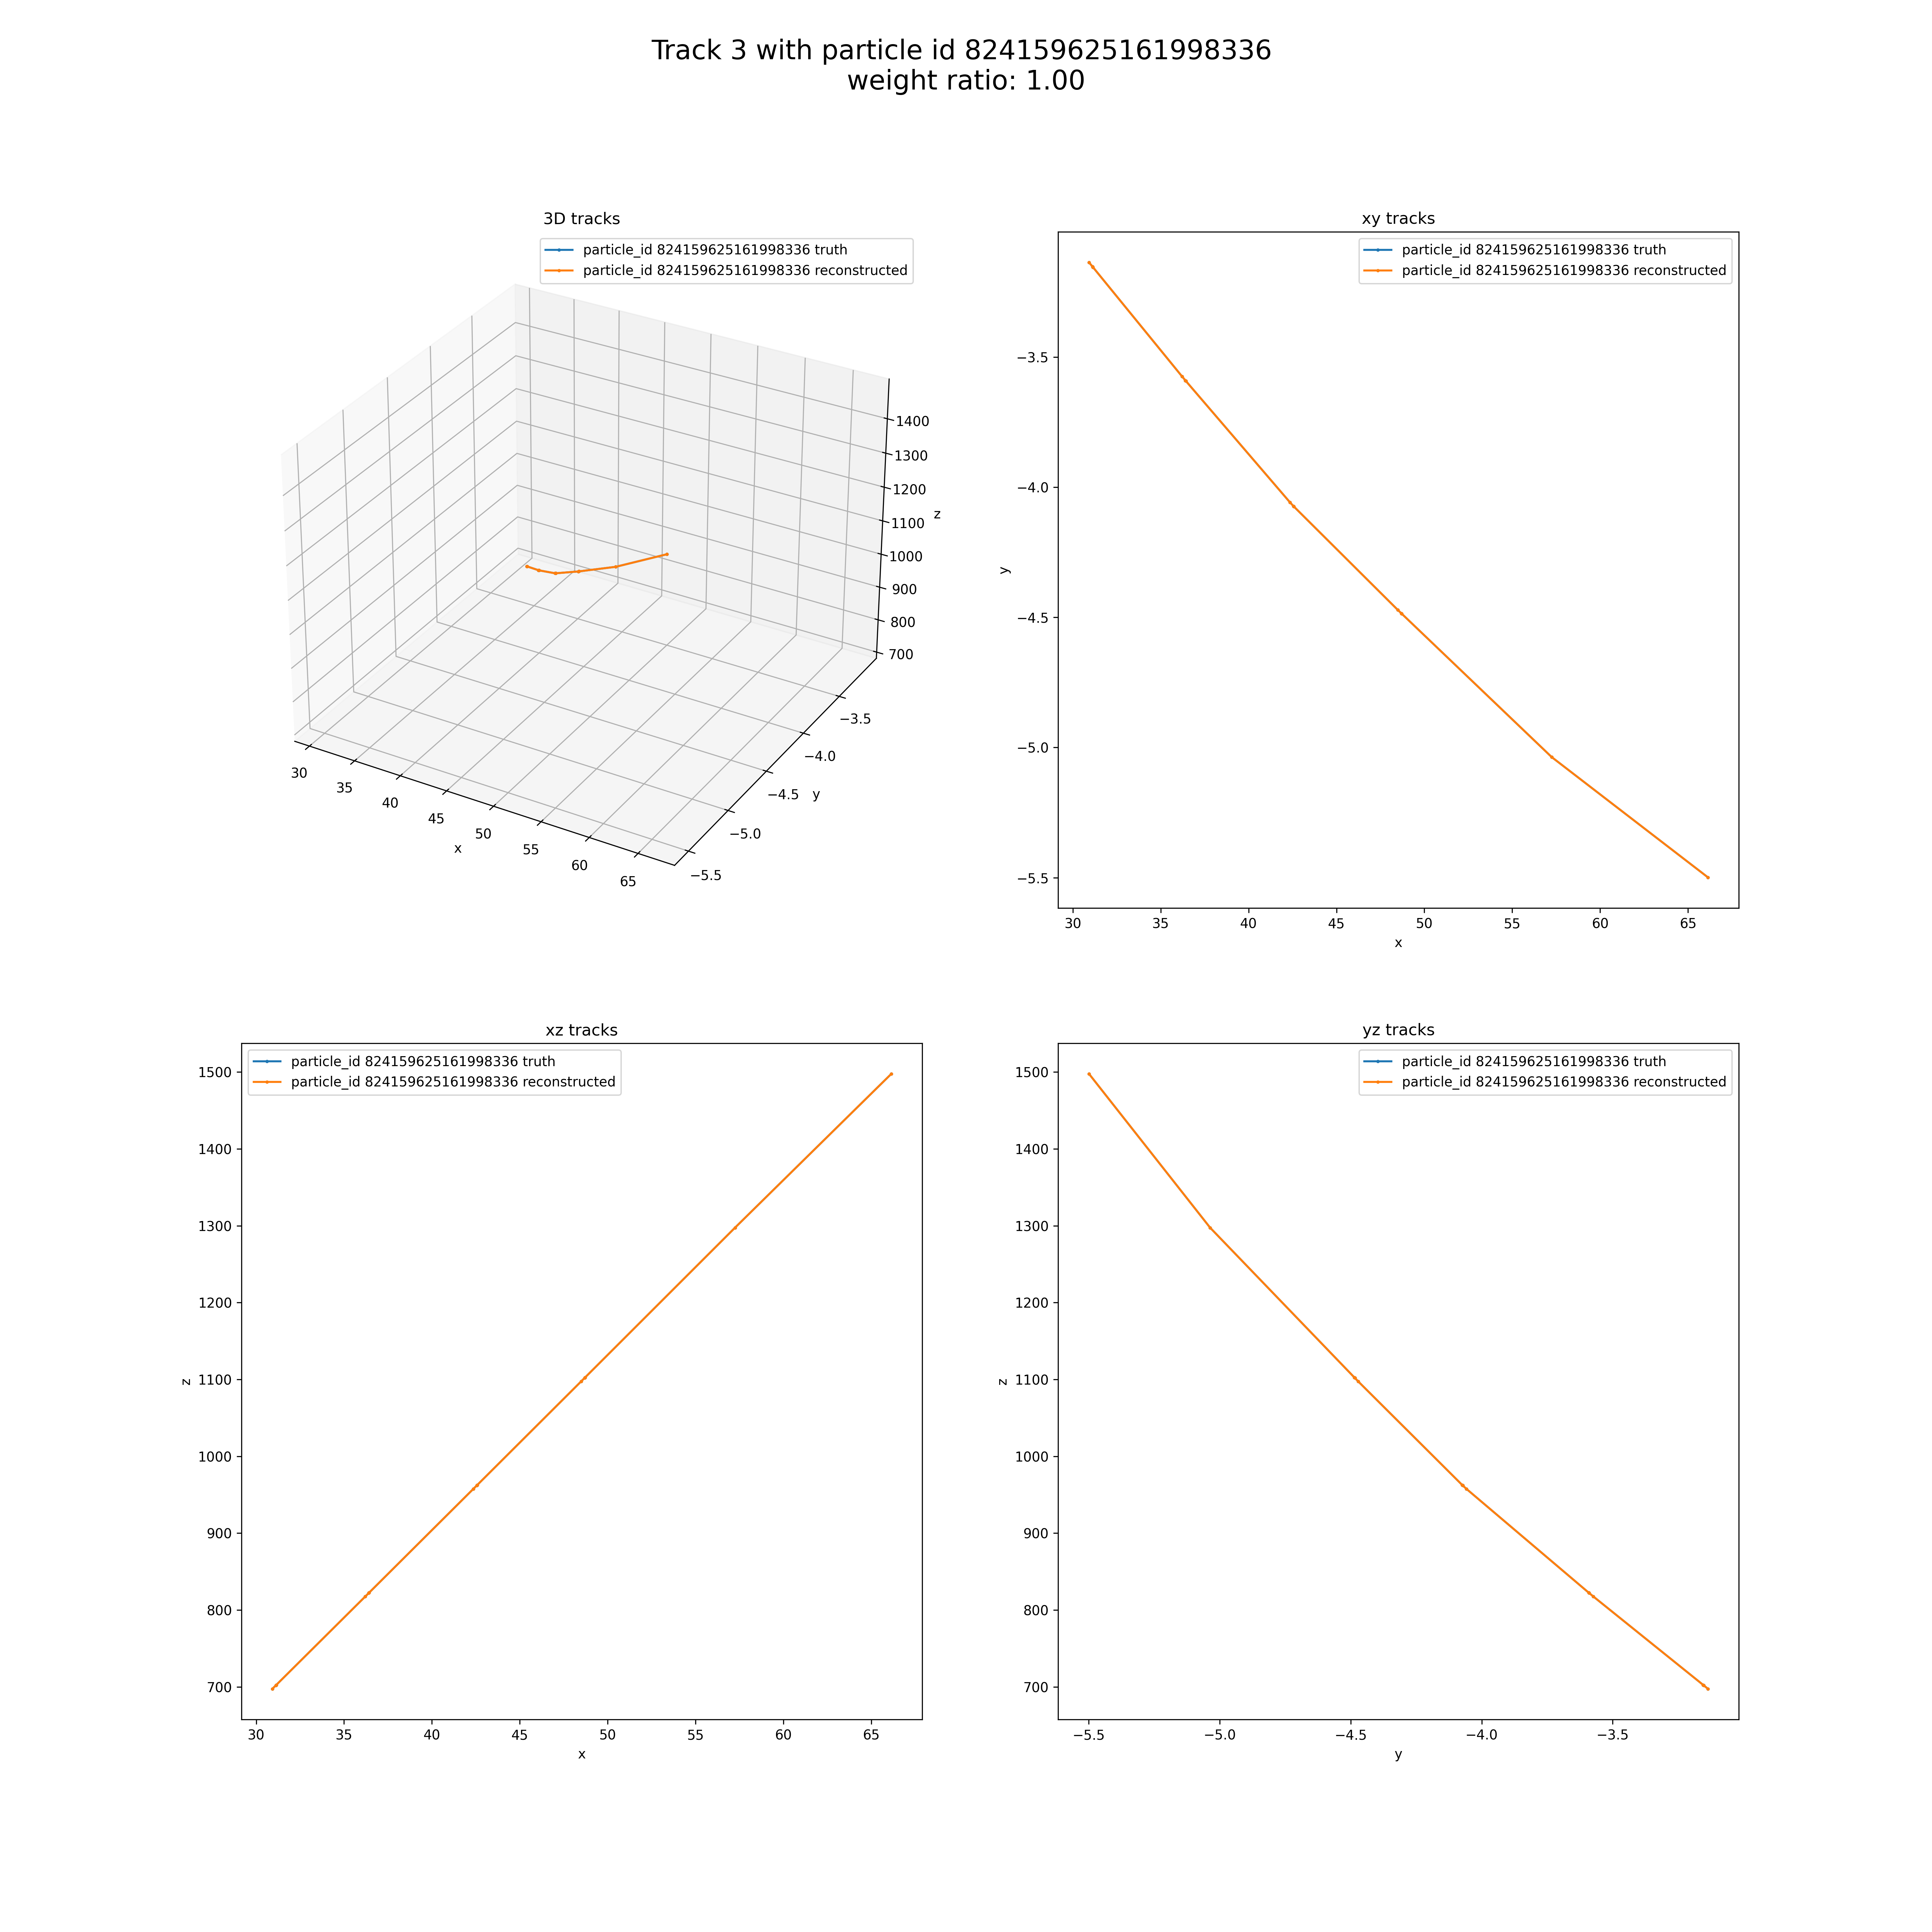 Track 3 with particle id 824159625161998336
weight ratio: 1.00
3D tracks
particle_id 824159625161998336 truth
particle_id 824159625161998336 reconstructed
1400
1300
1200
1100
z
1000
900
800
700
−3.5
−4.0
−4.5
y
−5.0
−5.5
30
35
40
45
50
55
60
65
x
xy tracks
particle_id 824159625161998336 truth
particle_id 824159625161998336 reconstructed
−3.5
−4.0
y
−4.5
−5.0
−5.5
30 35 40 45 50 55 60 65
x
xz tracks
particle_id 824159625161998336 truth
particle_id 824159625161998336 reconstructed
1500
1400
1300
1200
z
1100
1000
900
800
700
30 35 40 45 50 55 60 65
x
yz tracks
particle_id 824159625161998336 truth
particle_id 824159625161998336 reconstructed
1500
1400
1300
1200
z
1100
1000
900
800
700
−5.5 −5.0 −4.5 −4.0 −3.5
y